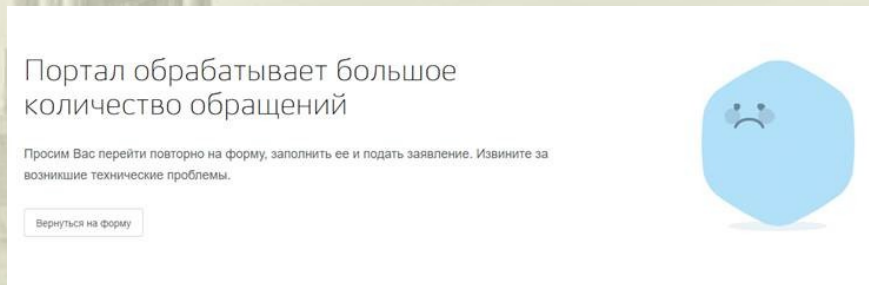 Портал обрабатывает большое
количество обращений
Просим Вас перейти повторно на форму, заполнить ее и подать заявление. Извините за
возникшие технические проблемы.
Вернуться на форму